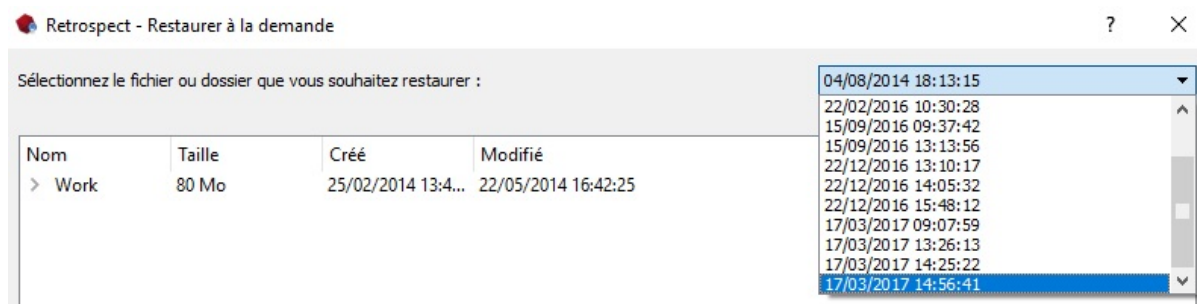 Retrospect - Restaurer à la demande ?
Sélectionnez le fichier ou dossier que vous souhaitez restaurer :
04/08/2014 18:13:15
22/02/2016 10:30:28
15/09/2016 09:37:42
15/09/2016 13:13:56
22/12/2016 13:10:17
22/12/2016 14:05:32
22/12/2016 15:48:12
17/03/2017 09:07:59
17/03/2017 13:26:13
17/03/2017 14:25:22
17/03/2017 14:56:41
Nom Taille Créé Modifié
Work 80 Mo 25/02/2014 13:4... 22/05/2014 16:42:25